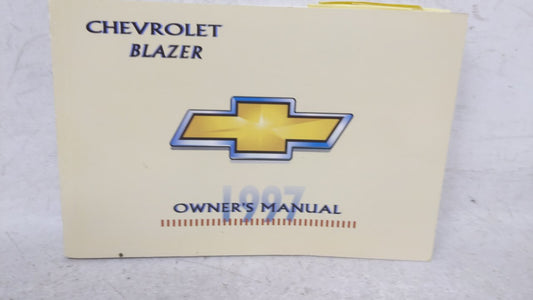 CHEVROLET
BLAZER
1997
OWNER'S MANUAL